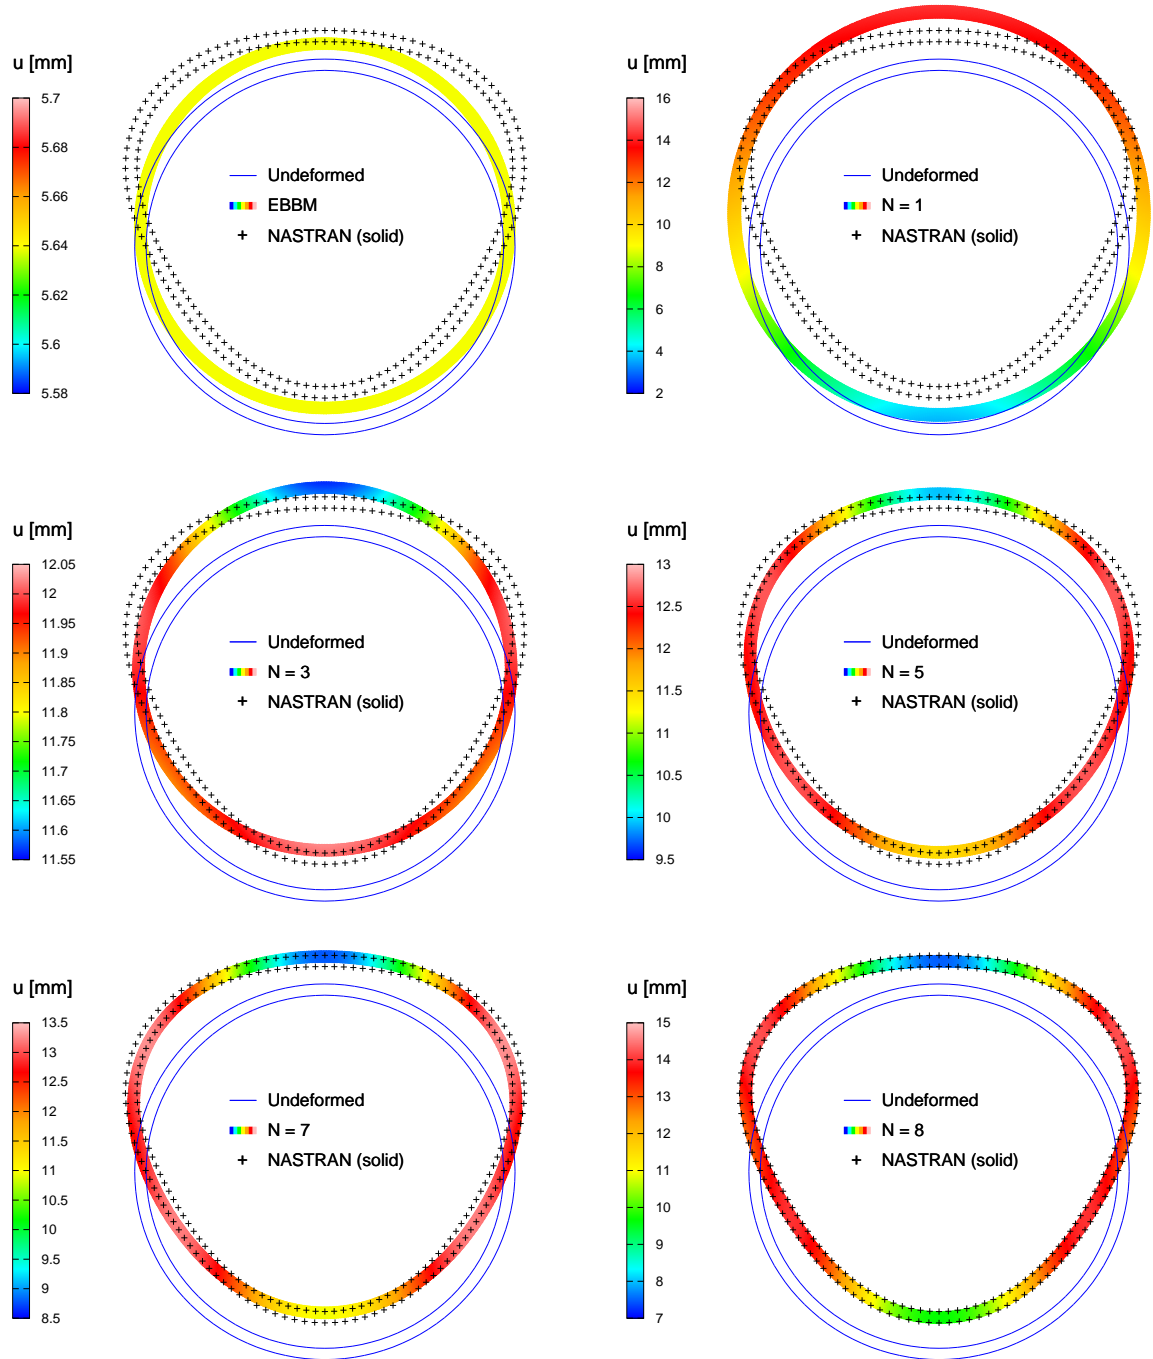 u [mm]
5.7
5.68
5.66
5.64
5.62
5.6
5.58
Undeformed
EBBM
NASTRAN (solid)
u [mm]
16
14
12
10
8
6
4
2
Undeformed
N = 1
NASTRAN (solid)
u [mm]
12.05
12
11.95
11.9
11.85
11.8
11.75
11.7
11.65
11.6
11.55
Undeformed
N = 3
NASTRAN (solid)
u [mm]
13
12.5
12
11.5
11
10.5
10
9.5
Undeformed
N = 5
NASTRAN (solid)
u [mm]
13.5
13
12.5
12
11.5
11
10.5
10
9.5
9
8.5
Undeformed
N = 7
NASTRAN (solid)
u [mm]
15
14
13
12
11
10
9
8
7
Undeformed
N = 8
NASTRAN (solid)